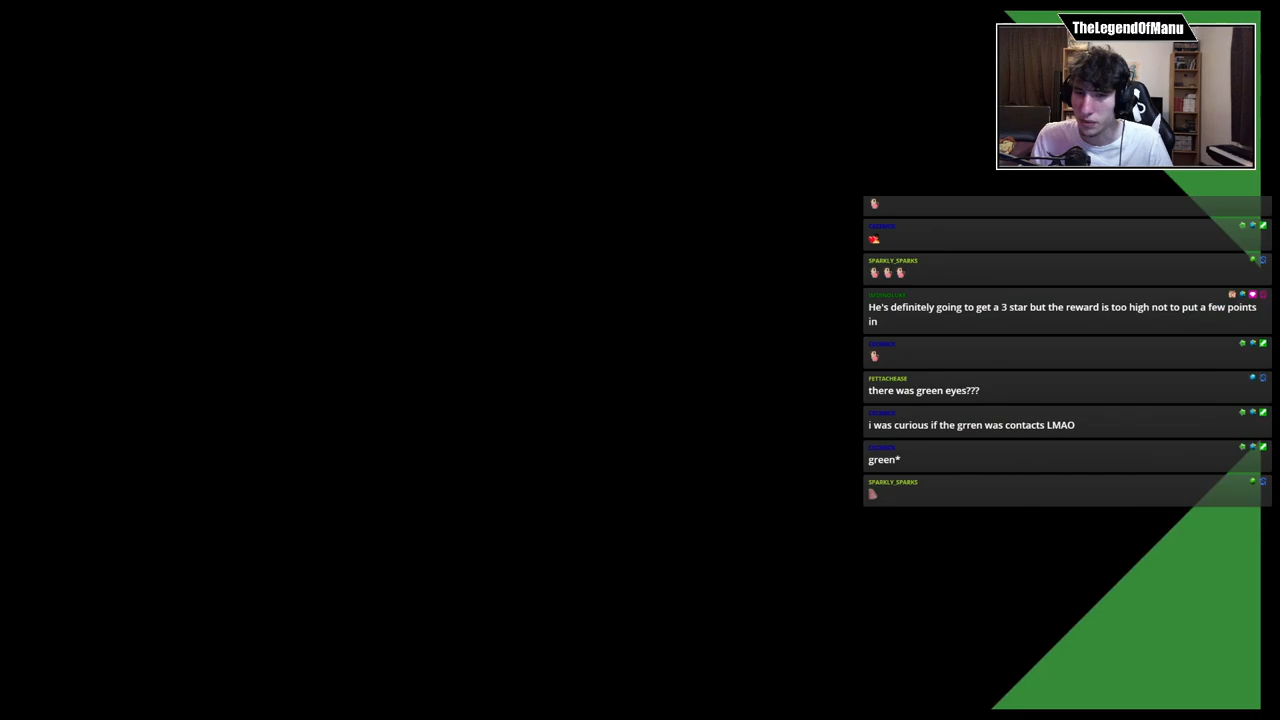 TheLegendOfManu
SPARKLY_SPARKS
He's definitely going to get a 3 star but the reward is too high not to put a few points
in
FETTACHEASE
there was green eyes???
i was curious if the grren was contacts LMAO
green*
SPARKLY_SPARKS